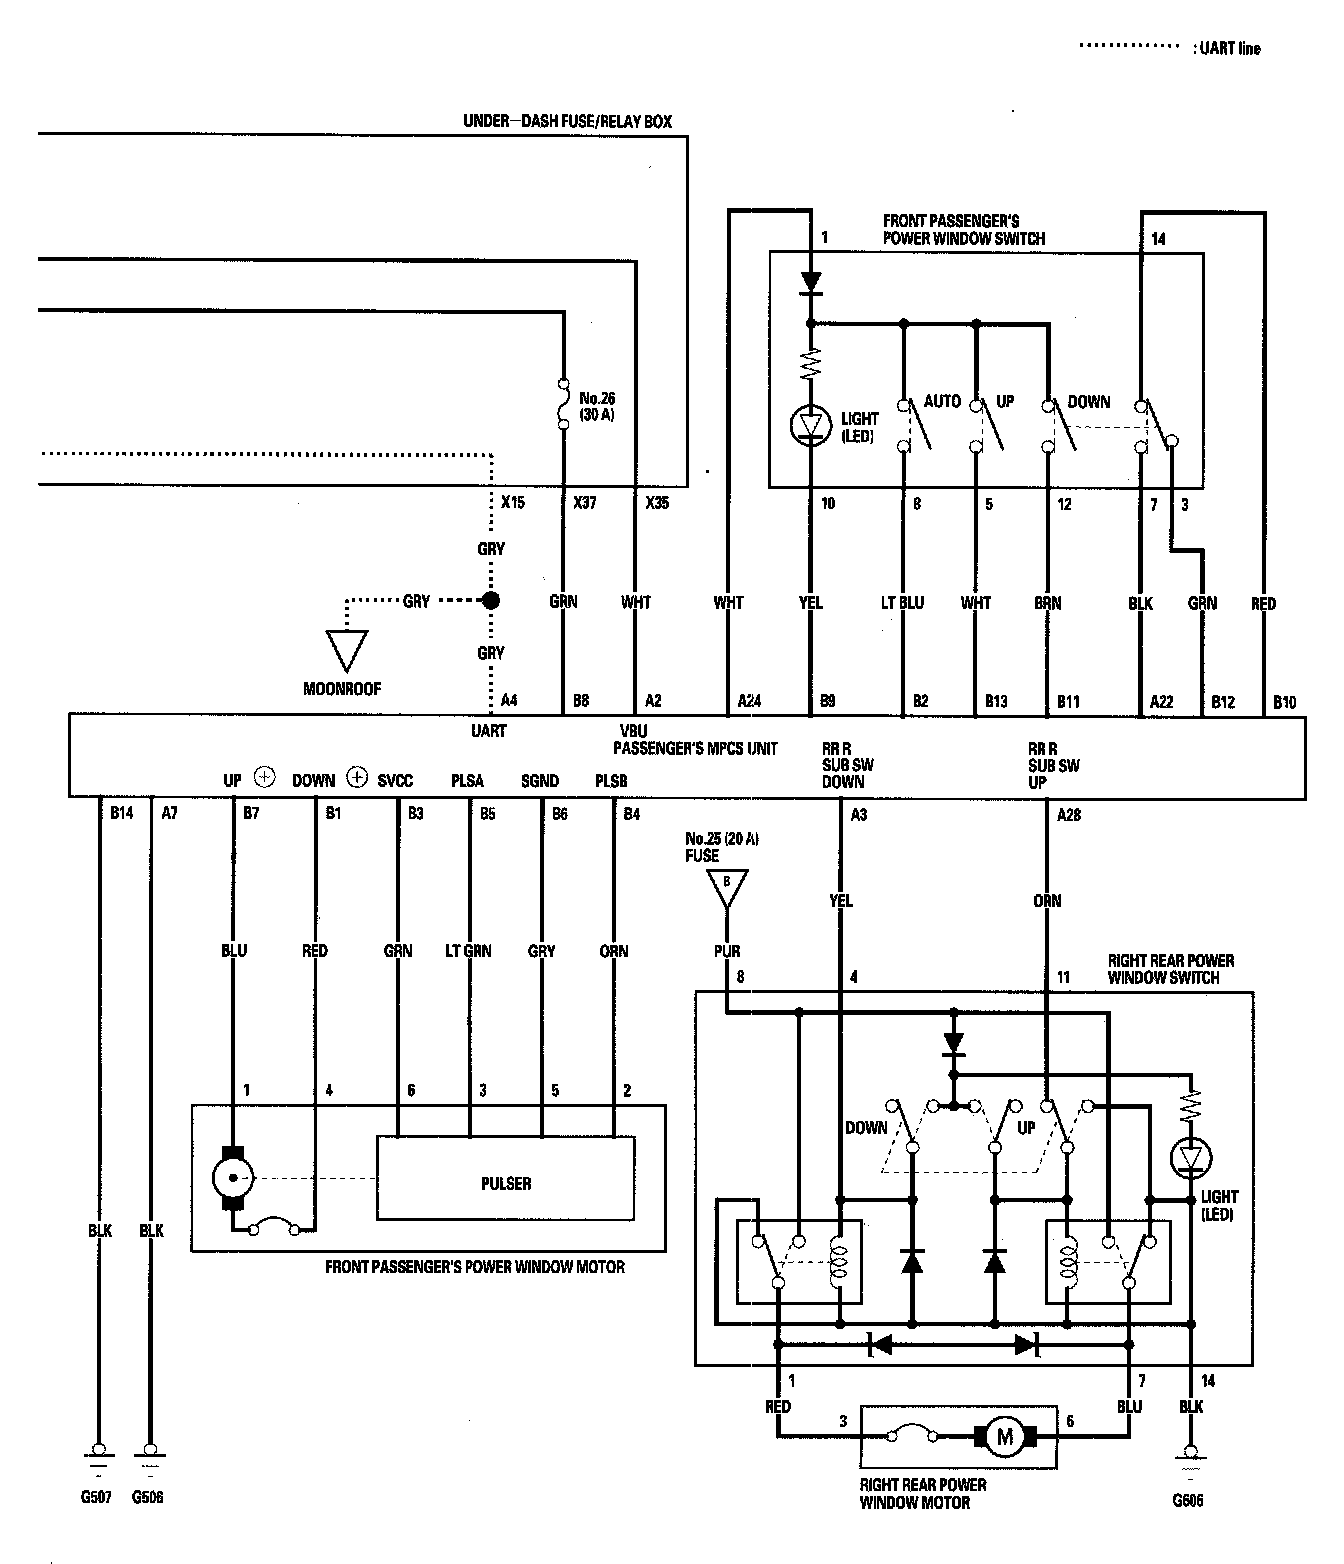 : UART line
UNDER-DASH FUSE/RELAY BOX
FRONT PASSENGER'S
POWER WINDOW SWITCH
1
14
No.26
(30 A)
LIGHT
(LED)
AUTO
UP
DOWN
X15
X37
X35
10
8
5
12
7
3
GRY
GRY
GRN
WHT
WHT
YEL
LT BLU
WHT
BRN
BLK
GRN
RED
GRY
MOONROOF
A4
B8
A2
A24
B9
B2
B13
B11
A22
B12
B10
UART
VBU
PASSENGER'S MPCS UNIT
RR R
SUB SW
DOWN
RR R
SUB SW
UP
UP
DOWN
SVCC
PLSA
SGND
PLSB
B14
A7
B7
B1
B3
B5
B6
B4
A3
A28
No.25 (20 A)
FUSE
B
YEL
ORN
BLU
RED
GRN
LT GRN
GRY
ORN
PUR
RIGHT REAR POWER
WINDOW SWITCH
8
4
11
1
4
6
3
5
2
DOWN
UP
PULSER
LIGHT
(LED)
BLK
BLK
FRONT PASSENGER'S POWER WINDOW MOTOR
1
7
14
RED
BLU
BLK
3
6
M
RIGHT REAR POWER
WINDOW MOTOR
G507
G506
G606